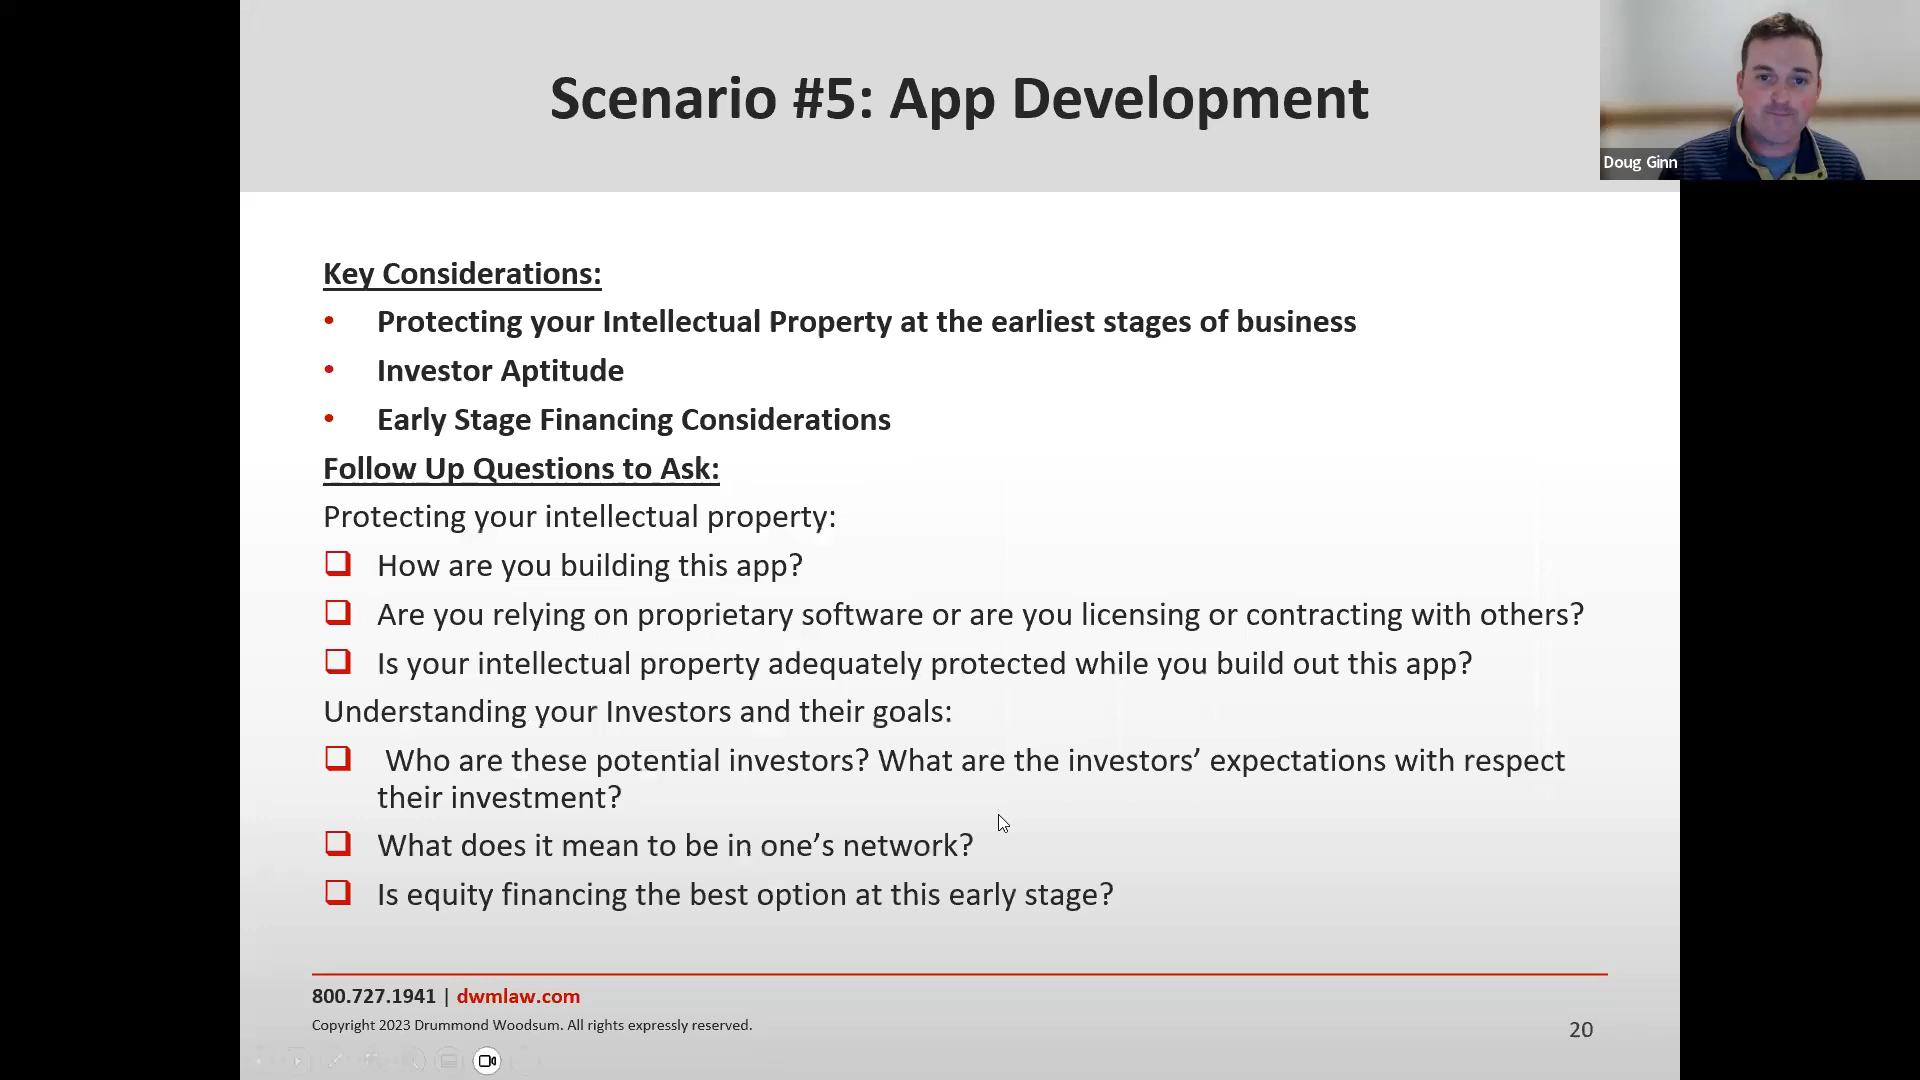 Scenario #5: App Development
Doug Ginn
Key Considerations:
• Protecting your Intellectual Property at the earliest stages of business
• Investor Aptitude
• Early Stage Financing Considerations
Follow Up Questions to Ask:
Protecting your intellectual property:
❑ How are you building this app?
❑ Are you relying on proprietary software or are you licensing or contracting with others?
❑ Is your intellectual property adequately protected while you build out this app?
Understanding your Investors and their goals:
❑ Who are these potential investors? What are the investors’ expectations with respect
their investment?
❑ What does it mean to be in one’s network?
❑ Is equity financing the best option at this early stage?
800.727.1941 | dwmlaw.com
Copyright 2023 Drummond Woodsum. All rights expressly reserved.
20